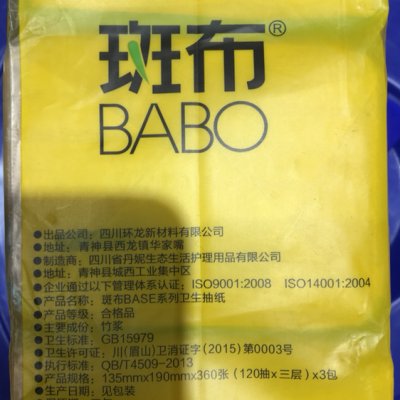 斑布®
BABO
●出品公司：四川环龙新材料有限公司
●地址：青神县西龙镇华家嘴
●制造商：四川省丹妮生态生活护理用品有限公司
●地址：青神县城西工业集中区
●企业通过以下管理体系认证：ISO9001:2008 ISO14001:2004
●产品名称：斑布BASE系列卫生抽纸
●产品等级：合格品
●主要成份：竹浆
●卫生标准：GB15979
●卫生许可证：川（眉山）卫消证字（2015）第0003号
●执行标准：QB/T4509-2013
●产品规格：135mmx190mmx360张（120抽x三层）x3包
●生产日期：见包装